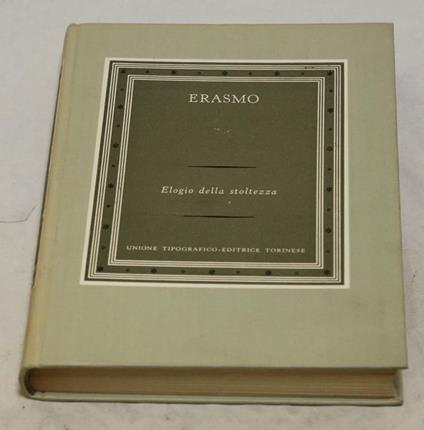 ERASMO
Elogio della stoltezza
UNIONE TIPOGRAFICO-EDITRICE TORINESE